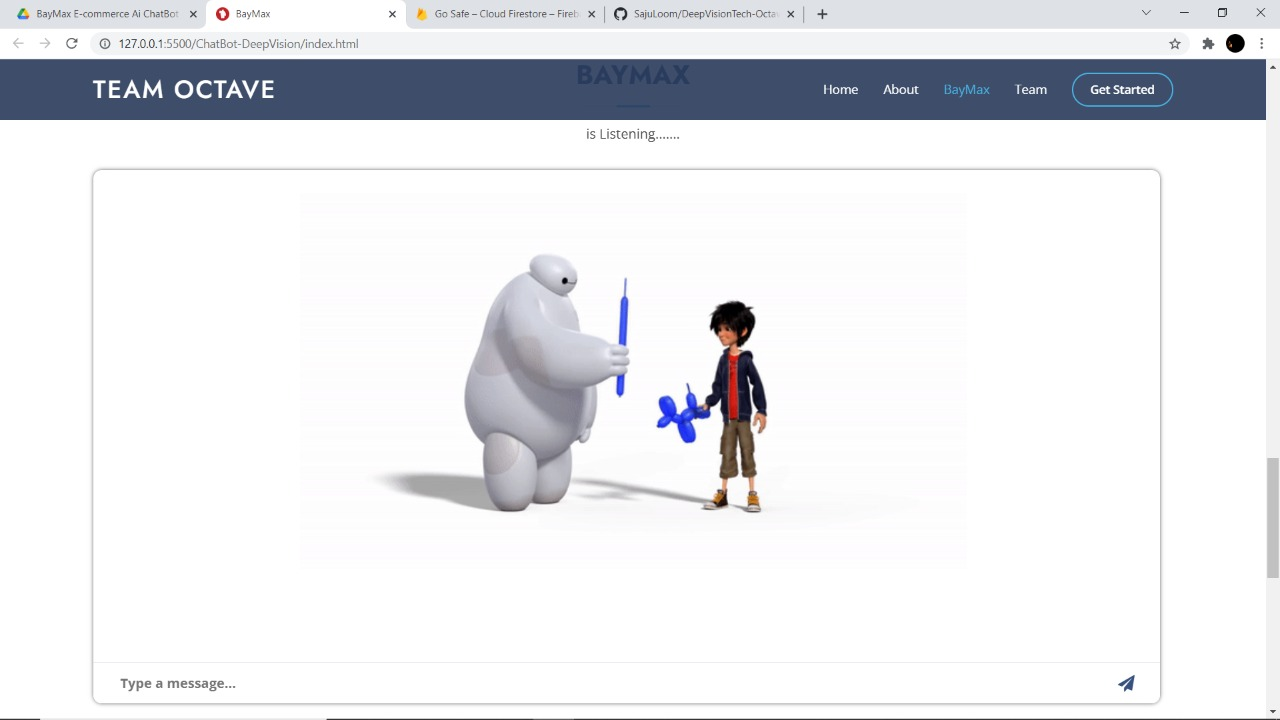 BayMax E-commerce Ai ChatBot
BayMax
Go Safe – Cloud Firestore – Fireb
SajuLoom/DeepVisionTech-Octav
127.0.0.1:5500/ChatBot-DeepVision/index.html
TEAM OCTAVE
BAYMAX
Home
About
BayMax
Team
Get Started
is Listening.......
Type a message...